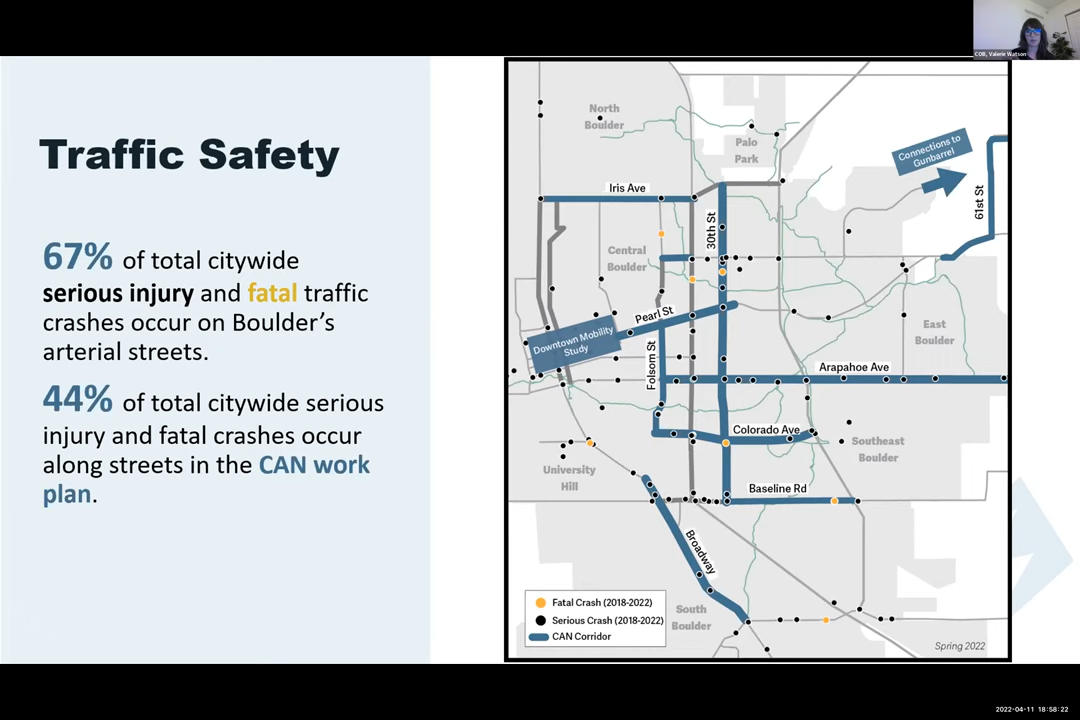 COB, Valerie Watson
Traffic Safety
67% of total citywide
serious injury and fatal traffic
crashes occur on Boulder's
arterial streets.
44% of total citywide serious
injury and fatal crashes occur
along streets in the CAN work
plan.
North
Boulder
Palo
Park
Connections to
Gunbarrel
Iris Ave
30th St
61st St
Central
Boulder
Pearl St
Downtown Mobility
Study
East
Boulder
Folsom St
Arapahoe Ave
Colorado Ave
Southeast
Boulder
University
Hill
Baseline Rd
Broadway
South
Boulder
Fatal Crash (2018-2022)
Serious Crash (2018-2022)
CAN Corridor
Spring 2022
2022-04-11 18:58:22